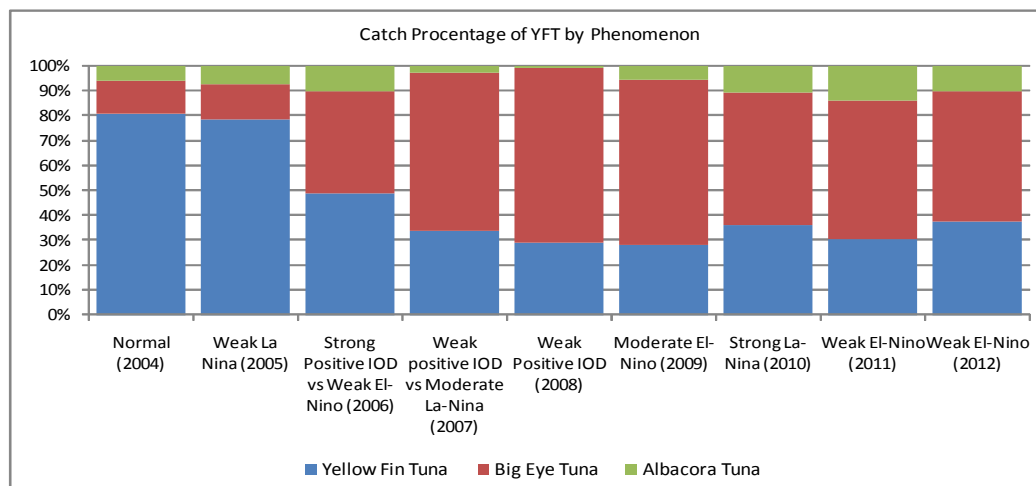 Catch Procentage of YFT by Phenomenon
100%
90%
80%
70%
60%
50%
40%
30%
20%
10%
0%
Normal
(2004)
Weak La
Nina (2005)
Strong
Positive IOD
vs Weak El-
Nino (2006)
Weak
positive IOD
vs Moderate
La-Nina
(2007)
Weak
Positive IOD
(2008)
Moderate El-
Nino (2009)
Strong La-
Nina (2010)
Weak El-Nino
(2011)
Weak El-Nino
(2012)
Yellow Fin Tuna
Big Eye Tuna
Albacora Tuna